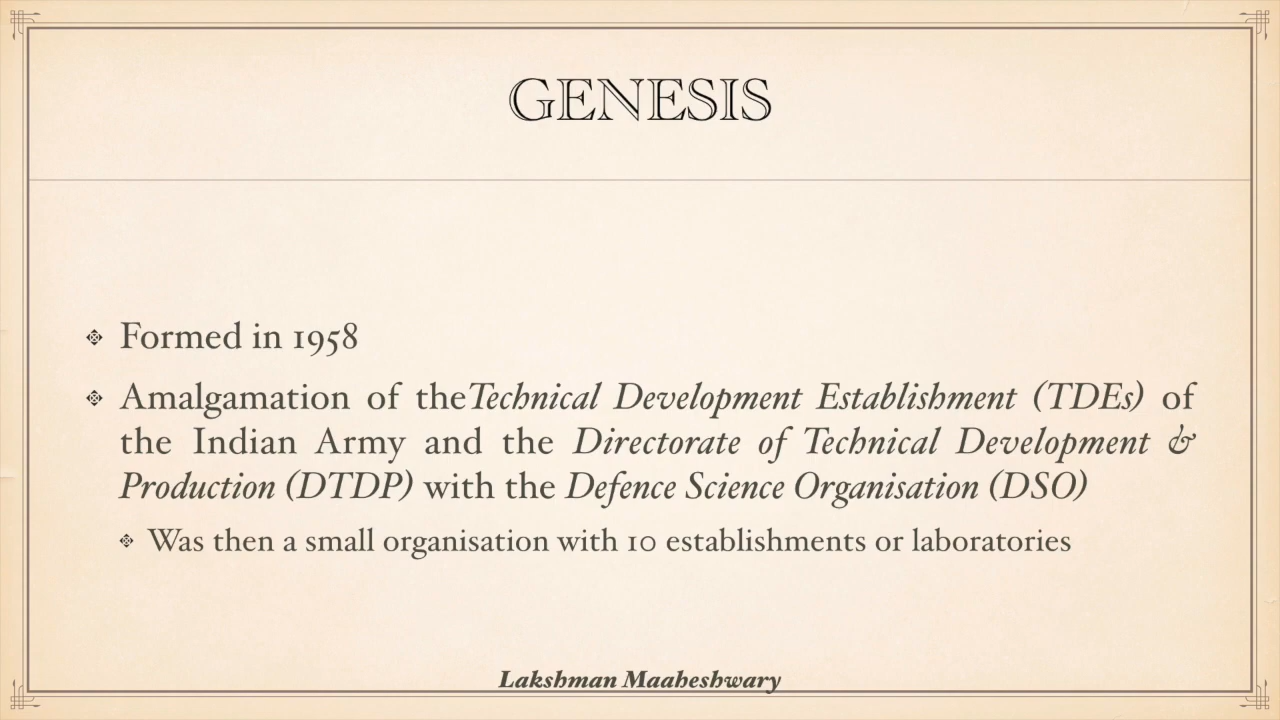 GENESIS
Formed in 1958
Amalgamation of theTechnical Development Establishment (TDEs) of
the Indian Army and the Directorate of Technical Development &
Production (DTDP) with the Defence Science Organisation (DSO)
Was then a small organisation with 10 establishments or laboratories
Lakshman Maaheshwary